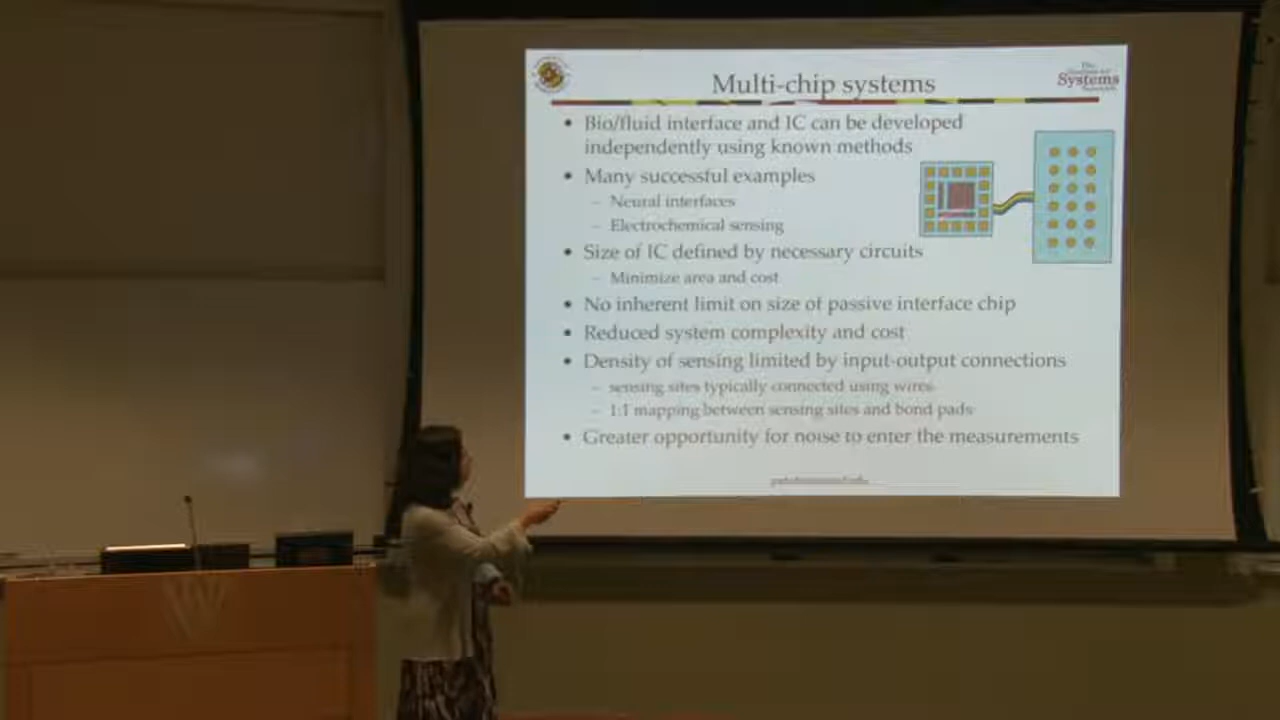 Multi-chip systems
The
Systems
• Bio/fluid interface and IC can be developed
independently using known methods
• Many successful examples
– Neural interfaces
– Electrochemical sensing
• Size of IC defined by necessary circuits
– Minimize area and cost
• No inherent limit on size of passive interface chip
• Reduced system complexity and cost
• Density of sensing limited by input-output connections
– sensing sites typically connected using wires
– 1:1 mapping between sensing sites and bond pads
• Greater opportunity for noise to enter the measurements
W